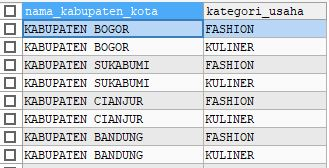 nama_kabupaten_kota kategori_usaha
KABUPATEN BOGOR FASHION
KABUPATEN BOGOR KULINER
KABUPATEN SUKABUMI FASHION
KABUPATEN SUKABUMI KULINER
KABUPATEN CIANJUR FASHION
KABUPATEN CIANJUR KULINER
KABUPATEN BANDUNG FASHION
KABUPATEN BANDUNG KULINER